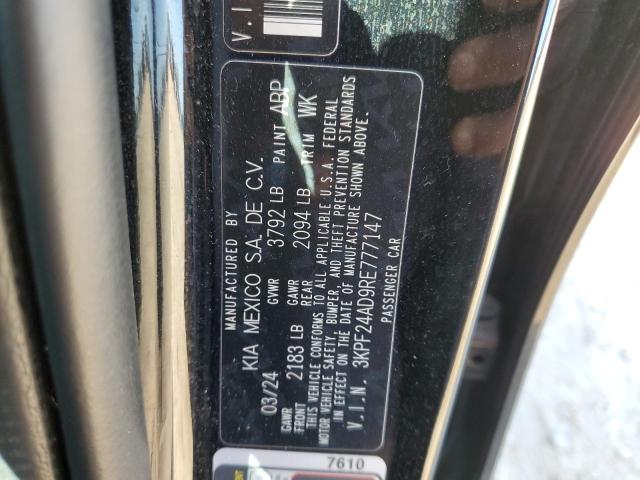 V.I
MANUFACTURED BY
KIA MEXICO S.A. DE C.V.
03/24 GVWR 3792 LB PAINT ABP
GAWR FRONT 2183 LB GAWR REAR 2094 LB TRIM WK
THIS VEHICLE CONFORMS TO ALL APPLICABLE U.S.A. FEDERAL
MOTOR VEHICLE SAFETY, BUMPER, AND THEFT PREVENTION STANDARDS
IN EFFECT ON THE DATE OF MANUFACTURE SHOWN ABOVE.
V.I.N. 3KPF24AD9RE777147
PASSENGER CAR
7610